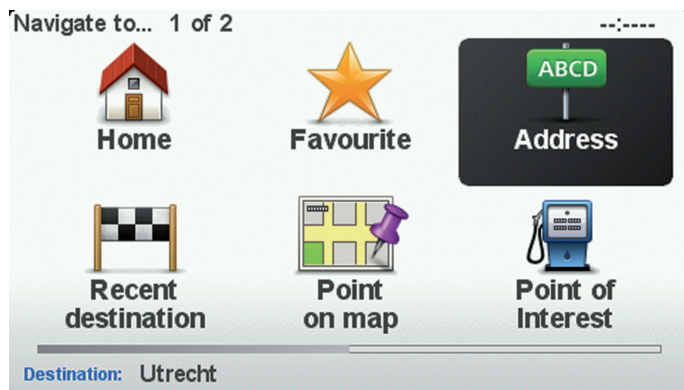 Navigate to... 1 of 2
--:----
ABCD
Home
Favourite
Address
Recent
destination
Point
on map
Point of
Interest
Destination: Utrecht